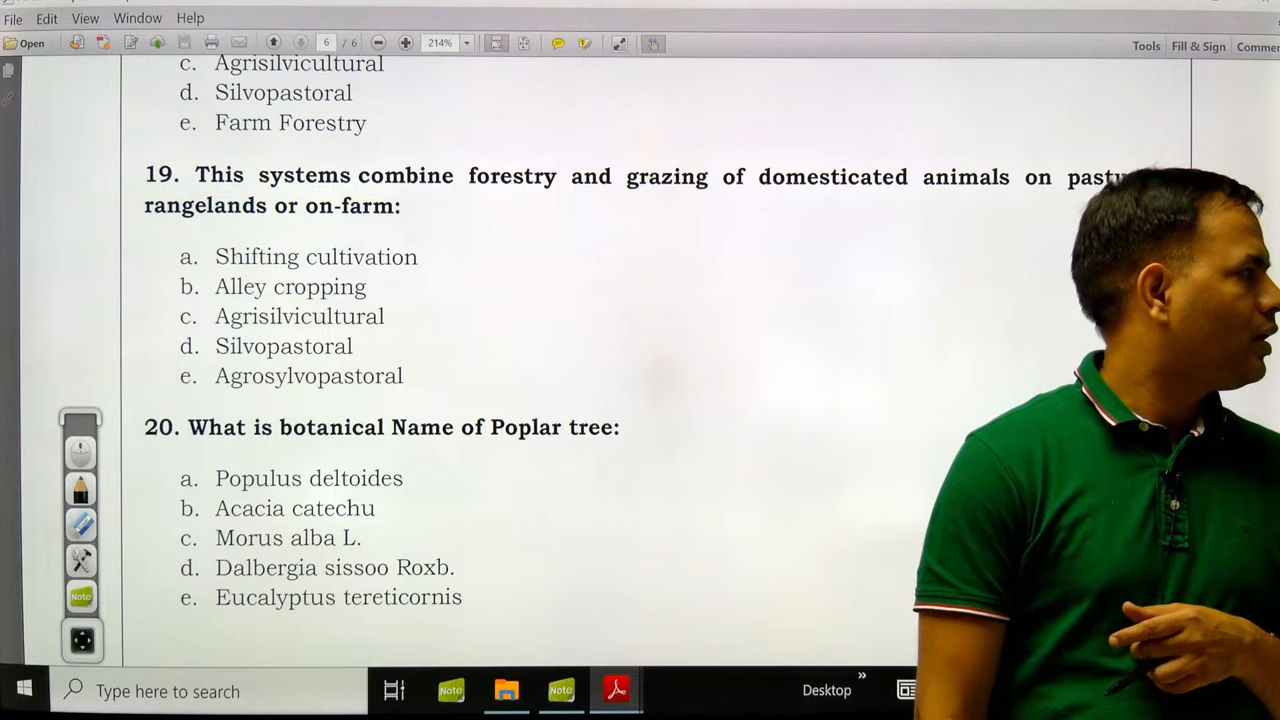 File Edit View Window Help
Open 6 / 6 214% Tools Fill & Sign
c. Agrisilvicultural
d. Silvopastoral
e. Farm Forestry
19. This systems combine forestry and grazing of domesticated animals on
rangelands or on-farm:
a. Shifting cultivation
b. Alley cropping
c. Agrisilvicultural
d. Silvopastoral
e. Agrosylvopastoral
20. What is botanical Name of Poplar tree:
a. Populus deltoides
b. Acacia catechu
c. Morus alba L.
d. Dalbergia sissoo Roxb.
e. Eucalyptus tereticornis
Note
Type here to search Note Note Desktop »